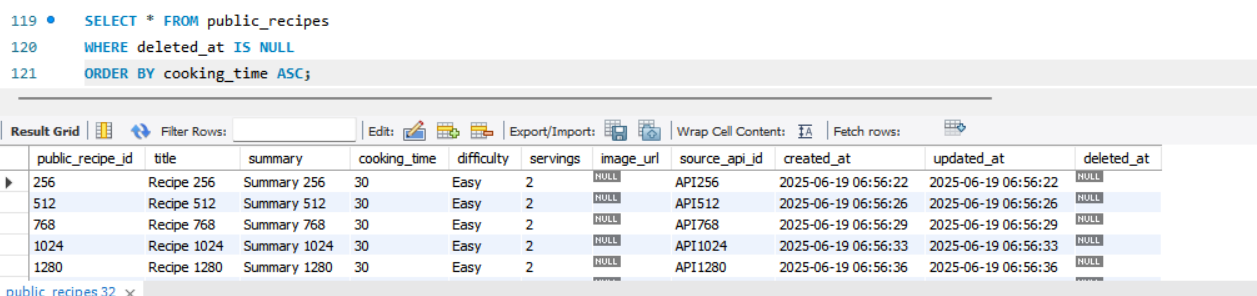 119 SELECT * FROM public_recipes
120 WHERE deleted_at IS NULL
121 ORDER BY cooking_time ASC;
Result Grid Filter Rows: Edit: Export/Import: Wrap Cell Content: Fetch rows:
public_recipe_id title summary cooking_time difficulty servings image_url source_api_id created_at updated_at deleted_at
256 Recipe 256 Summary 256 30 Easy 2 NULL API256 2025-06-19 06:56:22 2025-06-19 06:56:22 NULL
512 Recipe 512 Summary 512 30 Easy 2 NULL API512 2025-06-19 06:56:26 2025-06-19 06:56:26 NULL
768 Recipe 768 Summary 768 30 Easy 2 NULL API768 2025-06-19 06:56:29 2025-06-19 06:56:29 NULL
1024 Recipe 1024 Summary 1024 30 Easy 2 NULL API1024 2025-06-19 06:56:33 2025-06-19 06:56:33 NULL
1280 Recipe 1280 Summary 1280 30 Easy 2 NULL API1280 2025-06-19 06:56:36 2025-06-19 06:56:36 NULL
public_recipes 32